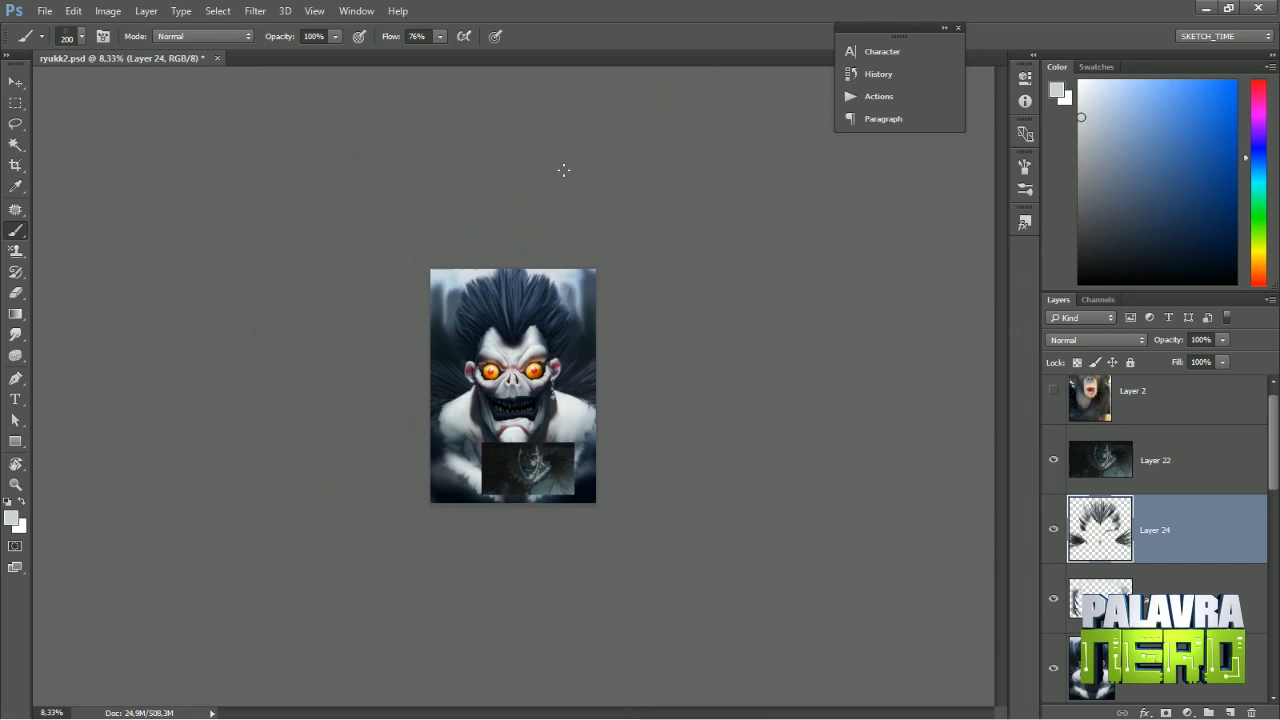 Ps File Edit Image Layer Type Select Filter 3D View Window Help
200 Mode: Normal Opacity: 100% Flow: 76% SKETCH_TIME
ryukk2.psd @ 8,33% (Layer 24, RGB/8) *
Character
History
Actions
Paragraph
Color Swatches
Layers Channels
Kind
Normal Opacity: 100%
Lock: Fill: 100%
Layer 2
Layer 22
Layer 24
PALAVRA
NERD
8,33% Doc: 24,9M/508,3M